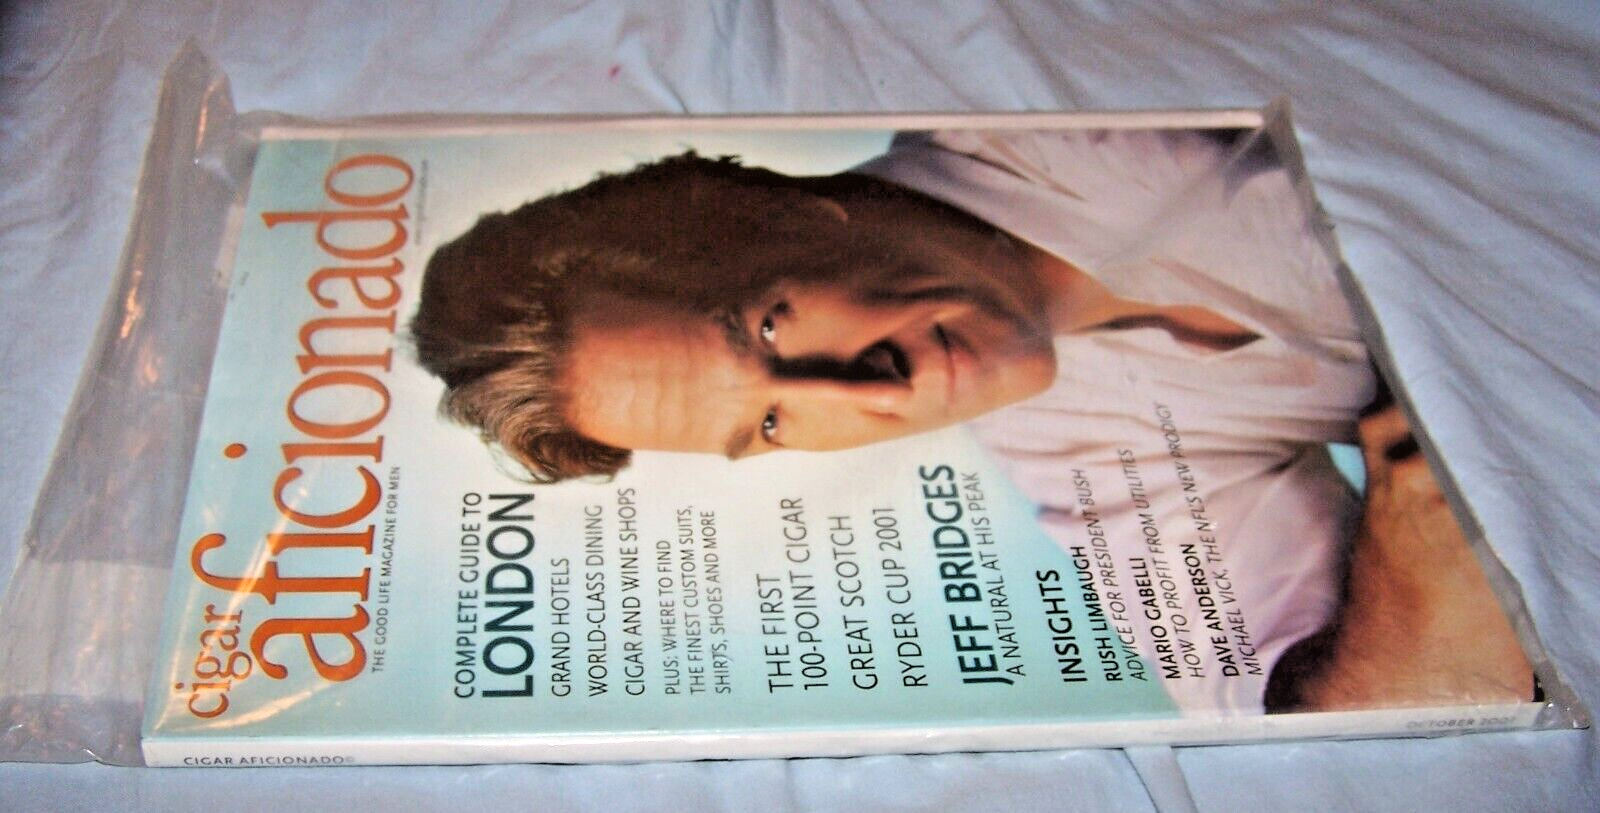 cigar
aficionado
THE GOOD LIFE MAGAZINE FOR MEN
COMPLETE GUIDE TO
LONDON
GRAND HOTELS
WORLD-CLASS DINING
CIGAR AND WINE SHOPS
PLUS: WHERE TO FIND
THE FINEST CUSTOM SUITS,
SHIRTS, SHOES AND MORE
THE FIRST
100-POINT CIGAR
GREAT SCOTCH
RYDER CUP 2001
JEFF BRIDGES
A NATURAL AT HIS PEAK
INSIGHTS
RUSH LIMBAUGH
ADVICE FOR PRESIDENT BUSH
MARIO GABELLI
HOW TO PROFIT FROM UTILITIES
DAVE ANDERSON
MICHAEL VICK, THE NFL'S NEW PRODIGY
CIGAR AFICIONADO©
OCTOBER 2001